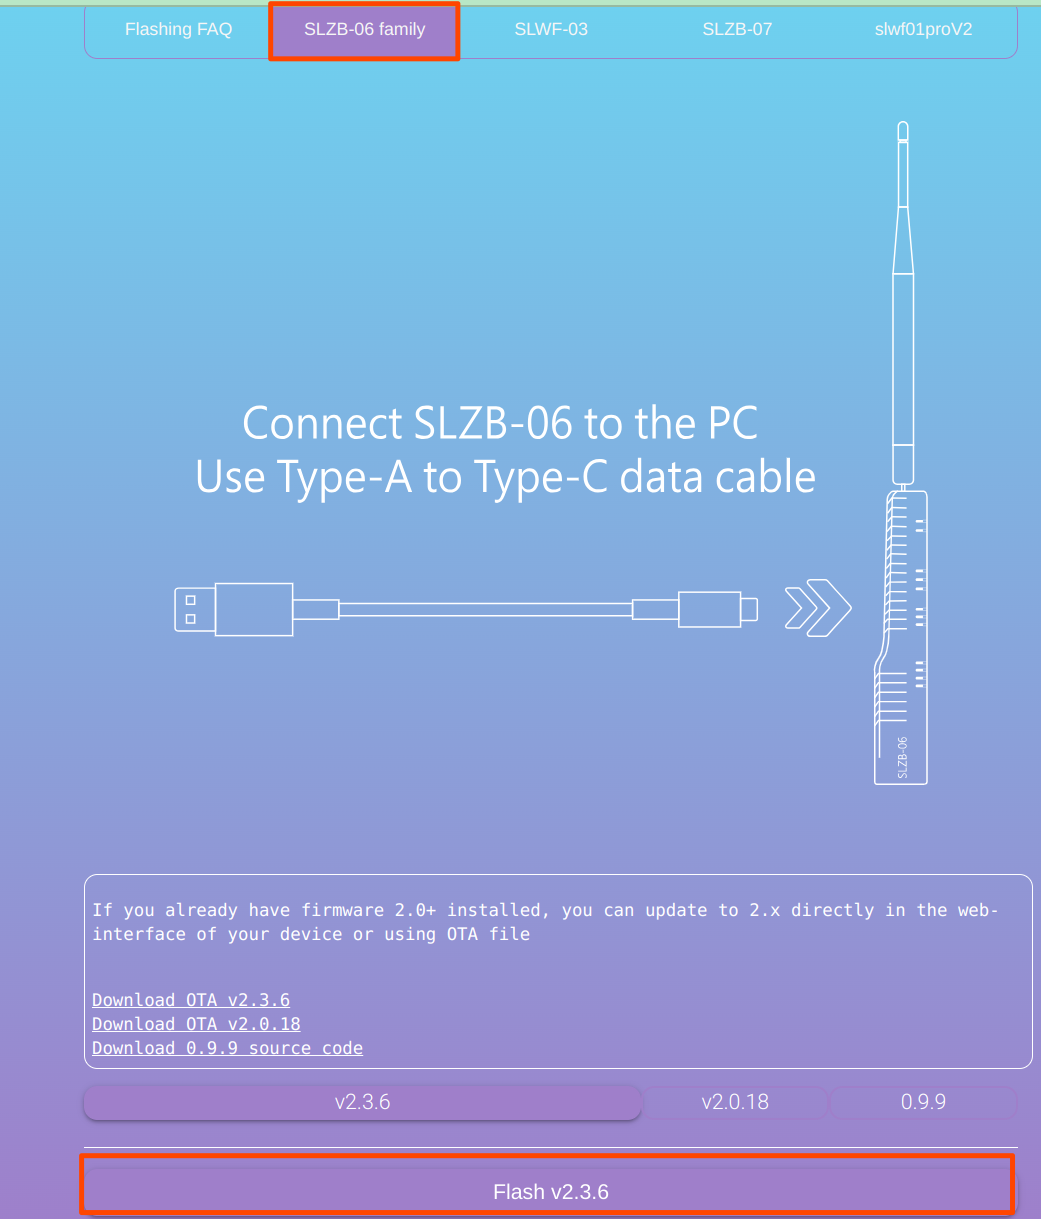 Flashing FAQ
SLZB-06 family
SLWF-03
SLZB-07
slwf01proV2
Connect SLZB-06 to the PC
Use Type-A to Type-C data cable
SLZB-06
If you already have firmware 2.0+ installed, you can update to 2.x directly in the web-
interface of your device or using OTA file
Download OTA v2.3.6
Download OTA v2.0.18
Download 0.9.9 source code
v2.3.6
v2.0.18
0.9.9
Flash v2.3.6